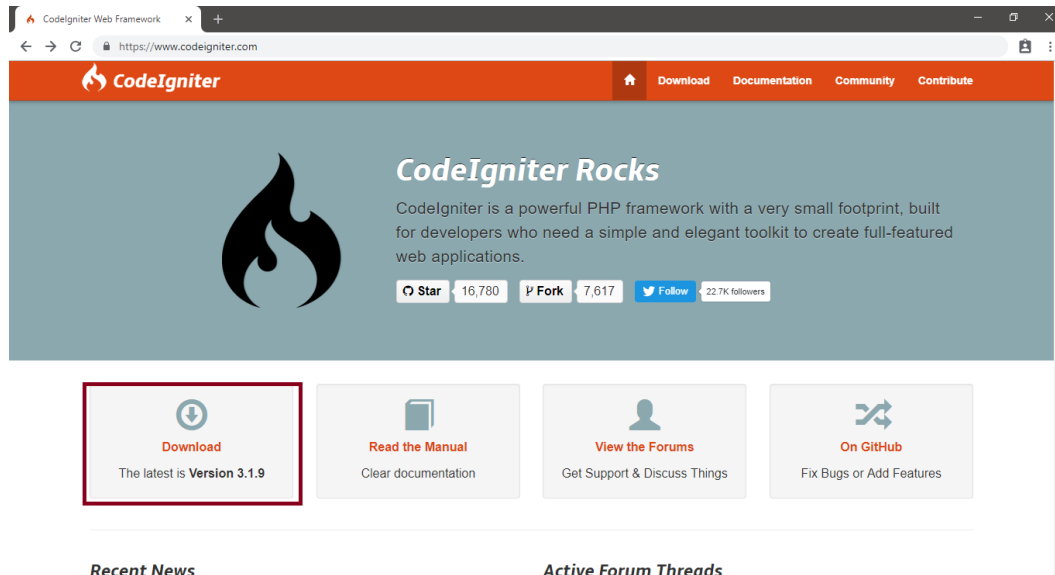 CodeIgniter Web Framework
https://www.codeigniter.com
CodeIgniter
Download Documentation Community Contribute
CodeIgniter Rocks
CodeIgniter is a powerful PHP framework with a very small footprint, built
for developers who need a simple and elegant toolkit to create full-featured
web applications.
Star 16,780 Fork 7,617 Follow 22.7K followers
Download
The latest is Version 3.1.9
Read the Manual
Clear documentation
View the Forums
Get Support & Discuss Things
On GitHub
Fix Bugs or Add Features
Recent News
Active Forum Threads